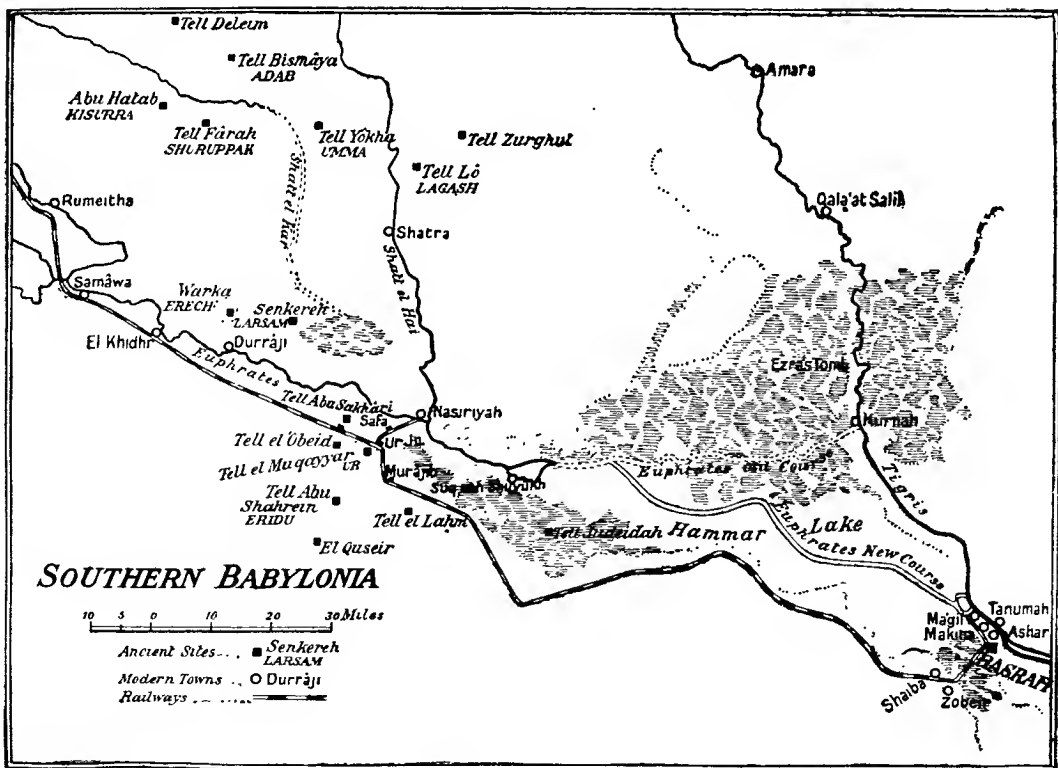 Tell Deleim
Tell Bismâya
ADAB
Amara
Abu Hatab
KISURRA
Tell Fârah
SHURUPPAK
Tell Yôkha
UMMA
Tell Zurghul
Tell Lô
LAGASH
Shatt el Kar
Rumeitha
Qala'at Salih
Shatra
Shatt el Hai
Samâwa
Warka
ERECH
Senkereh
LARSAM
El Khidhr
Durrâji
Euphrates
Ezra's Tomb
Tell Abu Sakhari
Nasiriyah
Safa
Kurnah
Tell el 'Obeid
Ur Ju.
Tell el Muqayyar
UR
Euphrates Old Course
Tigris
Murajib
Tell Abu
Shahrein
ERIDU
Tell el Lahm
Tell Judeidah
Hammar Lake
Euphrates New Course
El Quseir
SOUTHERN BABYLONIA
10 5 0 10 20 30 Miles
Ancient Sites
Senkereh
LARSAM
Modern Towns
Durrâji
Railways
Magil
Tanumah
Makina
Ashar
BASRAH
Shaiba